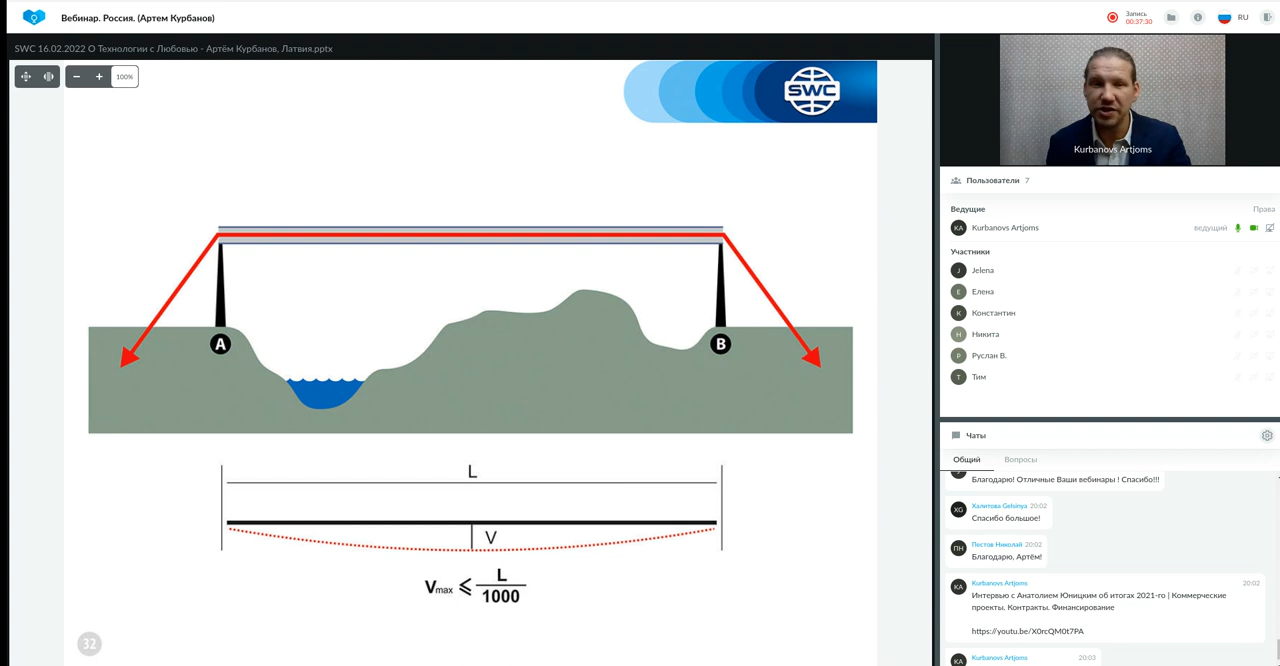 Вебинар. Россия. (Артем Курбанов)
Запись
00:37:30
RU
SWC 16.02.2022 О Технологии с Любовью - Артём Курбанов, Латвия.pptx
100%
SWC
A
B
L
V
Vmax ⩽ L
1000
32
Kurbanovs Artjoms
Пользователи 7
Ведущие
Права
KA Kurbanovs Artjoms
ведущий
Участники
J Jelena
Е Елена
К Константин
Н Никита
Р Руслан В.
Т Тим
Чаты
Общий
Вопросы
Благодарю! Отличные Ваши вебинары ! Спасибо!!!
XG Халитова Gelsinya 20:02
Спасибо большое!
ПН Пестов Николай 20:02
Благодарю, Артём!
KA Kurbanovs Artjoms 20:02
Интервью с Анатолием Юницким об итогах 2021-го | Коммерческие
проекты. Контракты. Финансирование
https://youtu.be/X0rcQM0t7PA
KA Kurbanovs Artjoms 20:03